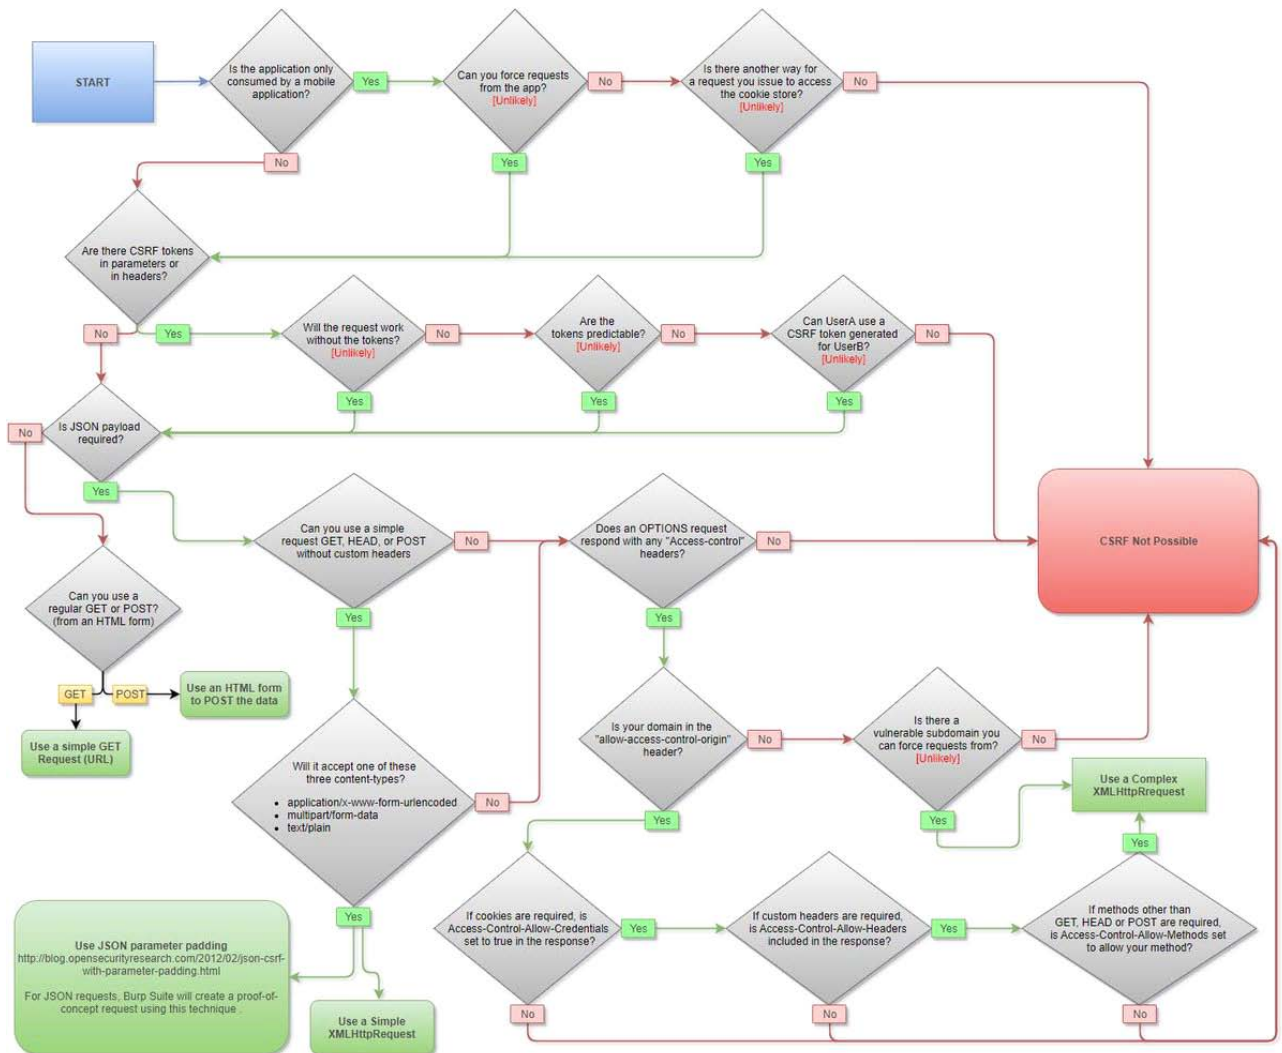 START
Is the application only
consumed by a mobile
application?
Yes
Can you force requests
from the app?
[Unlikely]
No
Is there another way for
a request you issue to access
the cookie store?
[Unlikely]
No
No
Yes
Yes
Are there CSRF tokens
in parameters or
in headers?
No
Yes
Will the request work
without the tokens?
[Unlikely]
No
Are the
tokens predictable?
[Unlikely]
No
Can UserA use a
CSRF token generated
for UserB?
[Unlikely]
No
Yes
Yes
Yes
No
Is JSON payload
required?
Yes
Can you use a simple
request GET, HEAD, or POST
without custom headers
No
Does an OPTIONS request
respond with any "Access-control"
headers?
No
CSRF Not Possible
Can you use a
regular GET or POST?
(from an HTML form)
Yes
Yes
GET
POST
Use an HTML form
to POST the data
Use a simple GET
Request (URL)
Is your domain in the
"allow-access-control-origin"
header?
No
Is there a
vulnerable subdomain you
can force requests from?
[Unlikely]
No
Will it accept one of these
three content-types?
• application/x-www-form-urlencoded
• multipart/form-data
• text/plain
No
Use a Complex
XMLHttpRrequest
Yes
Yes
Yes
Yes
If cookies are required, is
Access-Control-Allow-Credentials
set to true in the response?
Yes
If custom headers are required,
is Access-Control-Allow-Headers
included in the response?
Yes
If methods other than
GET, HEAD or POST are required,
is Access-Control-Allow-Methods set
to allow your method?
Use JSON parameter padding
http://blog.opensecurityresearch.com/2012/02/json-csrf-
with-parameter-padding.html
For JSON requests, Burp Suite will create a proof-of-
concept request using this technique .
Use a Simple
XMLHttpRequest
No
No
No